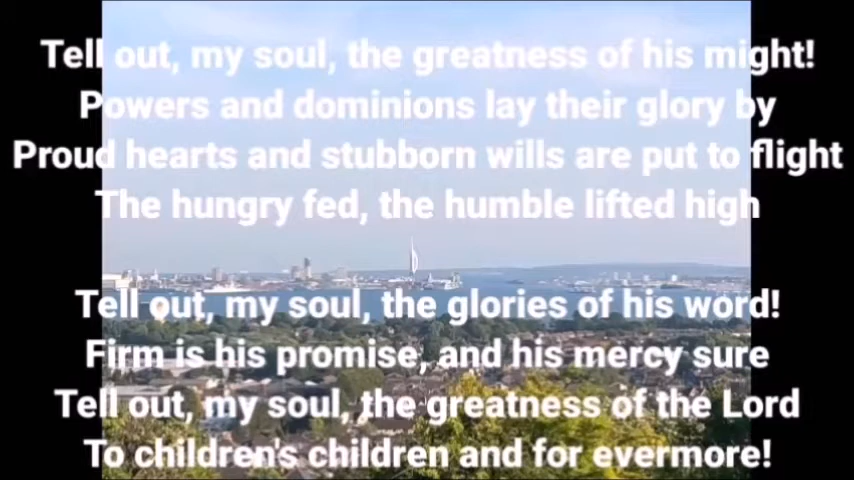 Tell out, my soul, the greatness of his might!
Powers and dominions lay their glory by
Proud hearts and stubborn wills are put to flight
The hungry fed, the humble lifted high
Tell out, my soul, the glories of his word!
Firm is his promise, and his mercy sure
Tell out, my soul, the greatness of the Lord
To children's children and for evermore!